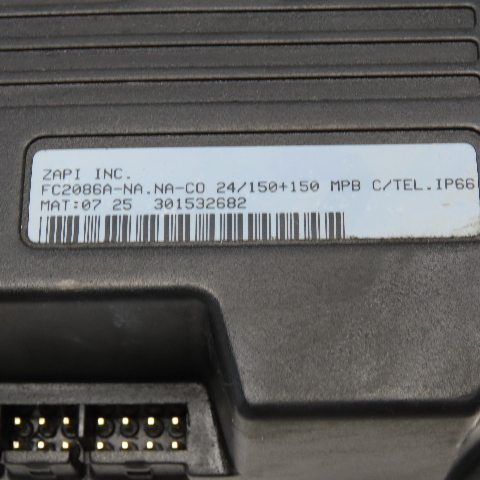 ZAPI INC.
FC2086A-NA.NA-CO 24/150+150 MPB C/TEL.IP66
MAT:07 25 301532682